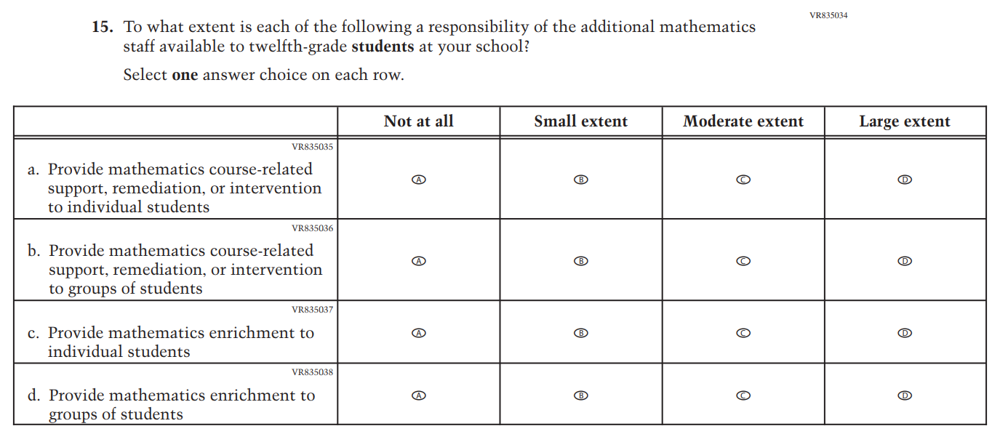 VR835034
15. To what extent is each of the following a responsibility of the additional mathematics
staff available to twelfth-grade students at your school?
Select one answer choice on each row.
Not at all Small extent Moderate extent Large extent
VR835035
a. Provide mathematics course-related
support, remediation, or intervention
to individual students
A B C D
VR835036
b. Provide mathematics course-related
support, remediation, or intervention
to groups of students
A B C D
VR835037
c. Provide mathematics enrichment to
individual students
A B C D
VR835038
d. Provide mathematics enrichment to
groups of students
A B C D